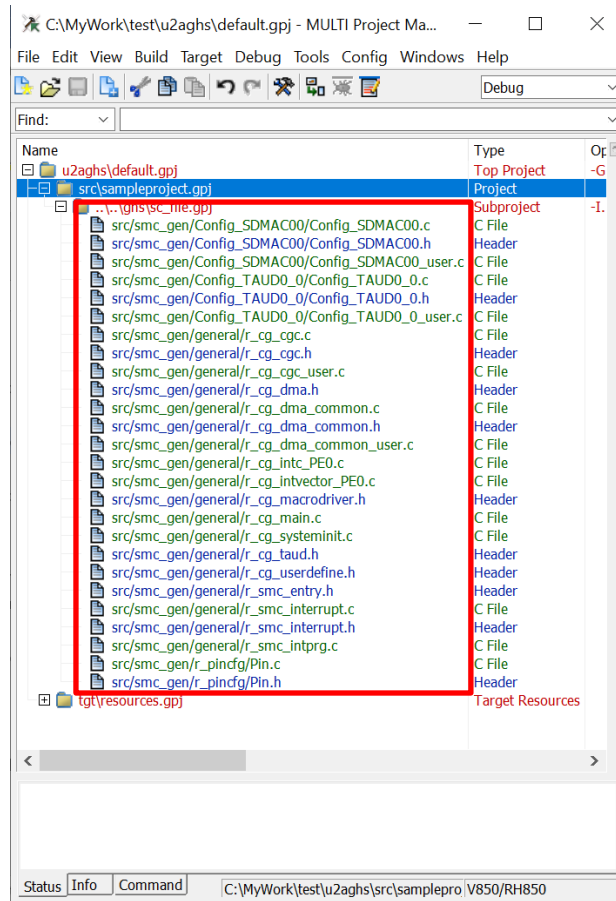 C:\MyWork\test\u2aghs\default.gpj - MULTI Project Ma...
File Edit View Build Target Debug Tools Config Windows Help
Debug
Find:
Name Type Op
u2aghs\default.gpj Top Project -G
src\sampleproject.gpj Project
..\..\ghs\sc_file.gpj Subproject -I.
src/smc_gen/Config_SDMAC00/Config_SDMAC00.c C File
src/smc_gen/Config_SDMAC00/Config_SDMAC00.h Header
src/smc_gen/Config_SDMAC00/Config_SDMAC00_user.c C File
src/smc_gen/Config_TAUD0_0/Config_TAUD0_0.c C File
src/smc_gen/Config_TAUD0_0/Config_TAUD0_0.h Header
src/smc_gen/Config_TAUD0_0/Config_TAUD0_0_user.c C File
src/smc_gen/general/r_cg_cgc.c C File
src/smc_gen/general/r_cg_cgc.h Header
src/smc_gen/general/r_cg_cgc_user.c C File
src/smc_gen/general/r_cg_dma.h Header
src/smc_gen/general/r_cg_dma_common.c C File
src/smc_gen/general/r_cg_dma_common.h Header
src/smc_gen/general/r_cg_dma_common_user.c C File
src/smc_gen/general/r_cg_intc_PE0.c C File
src/smc_gen/general/r_cg_intvector_PE0.c C File
src/smc_gen/general/r_cg_macrodriver.h Header
src/smc_gen/general/r_cg_main.c C File
src/smc_gen/general/r_cg_systeminit.c C File
src/smc_gen/general/r_cg_taud.h Header
src/smc_gen/general/r_cg_userdefine.h Header
src/smc_gen/general/r_smc_entry.h Header
src/smc_gen/general/r_smc_interrupt.c C File
src/smc_gen/general/r_smc_interrupt.h Header
src/smc_gen/general/r_smc_intprg.c C File
src/smc_gen/r_pincfg/Pin.c C File
src/smc_gen/r_pincfg/Pin.h Header
tgt\resources.gpj Target Resources
Status Info Command C:\MyWork\test\u2aghs\src\samplepro V850/RH850